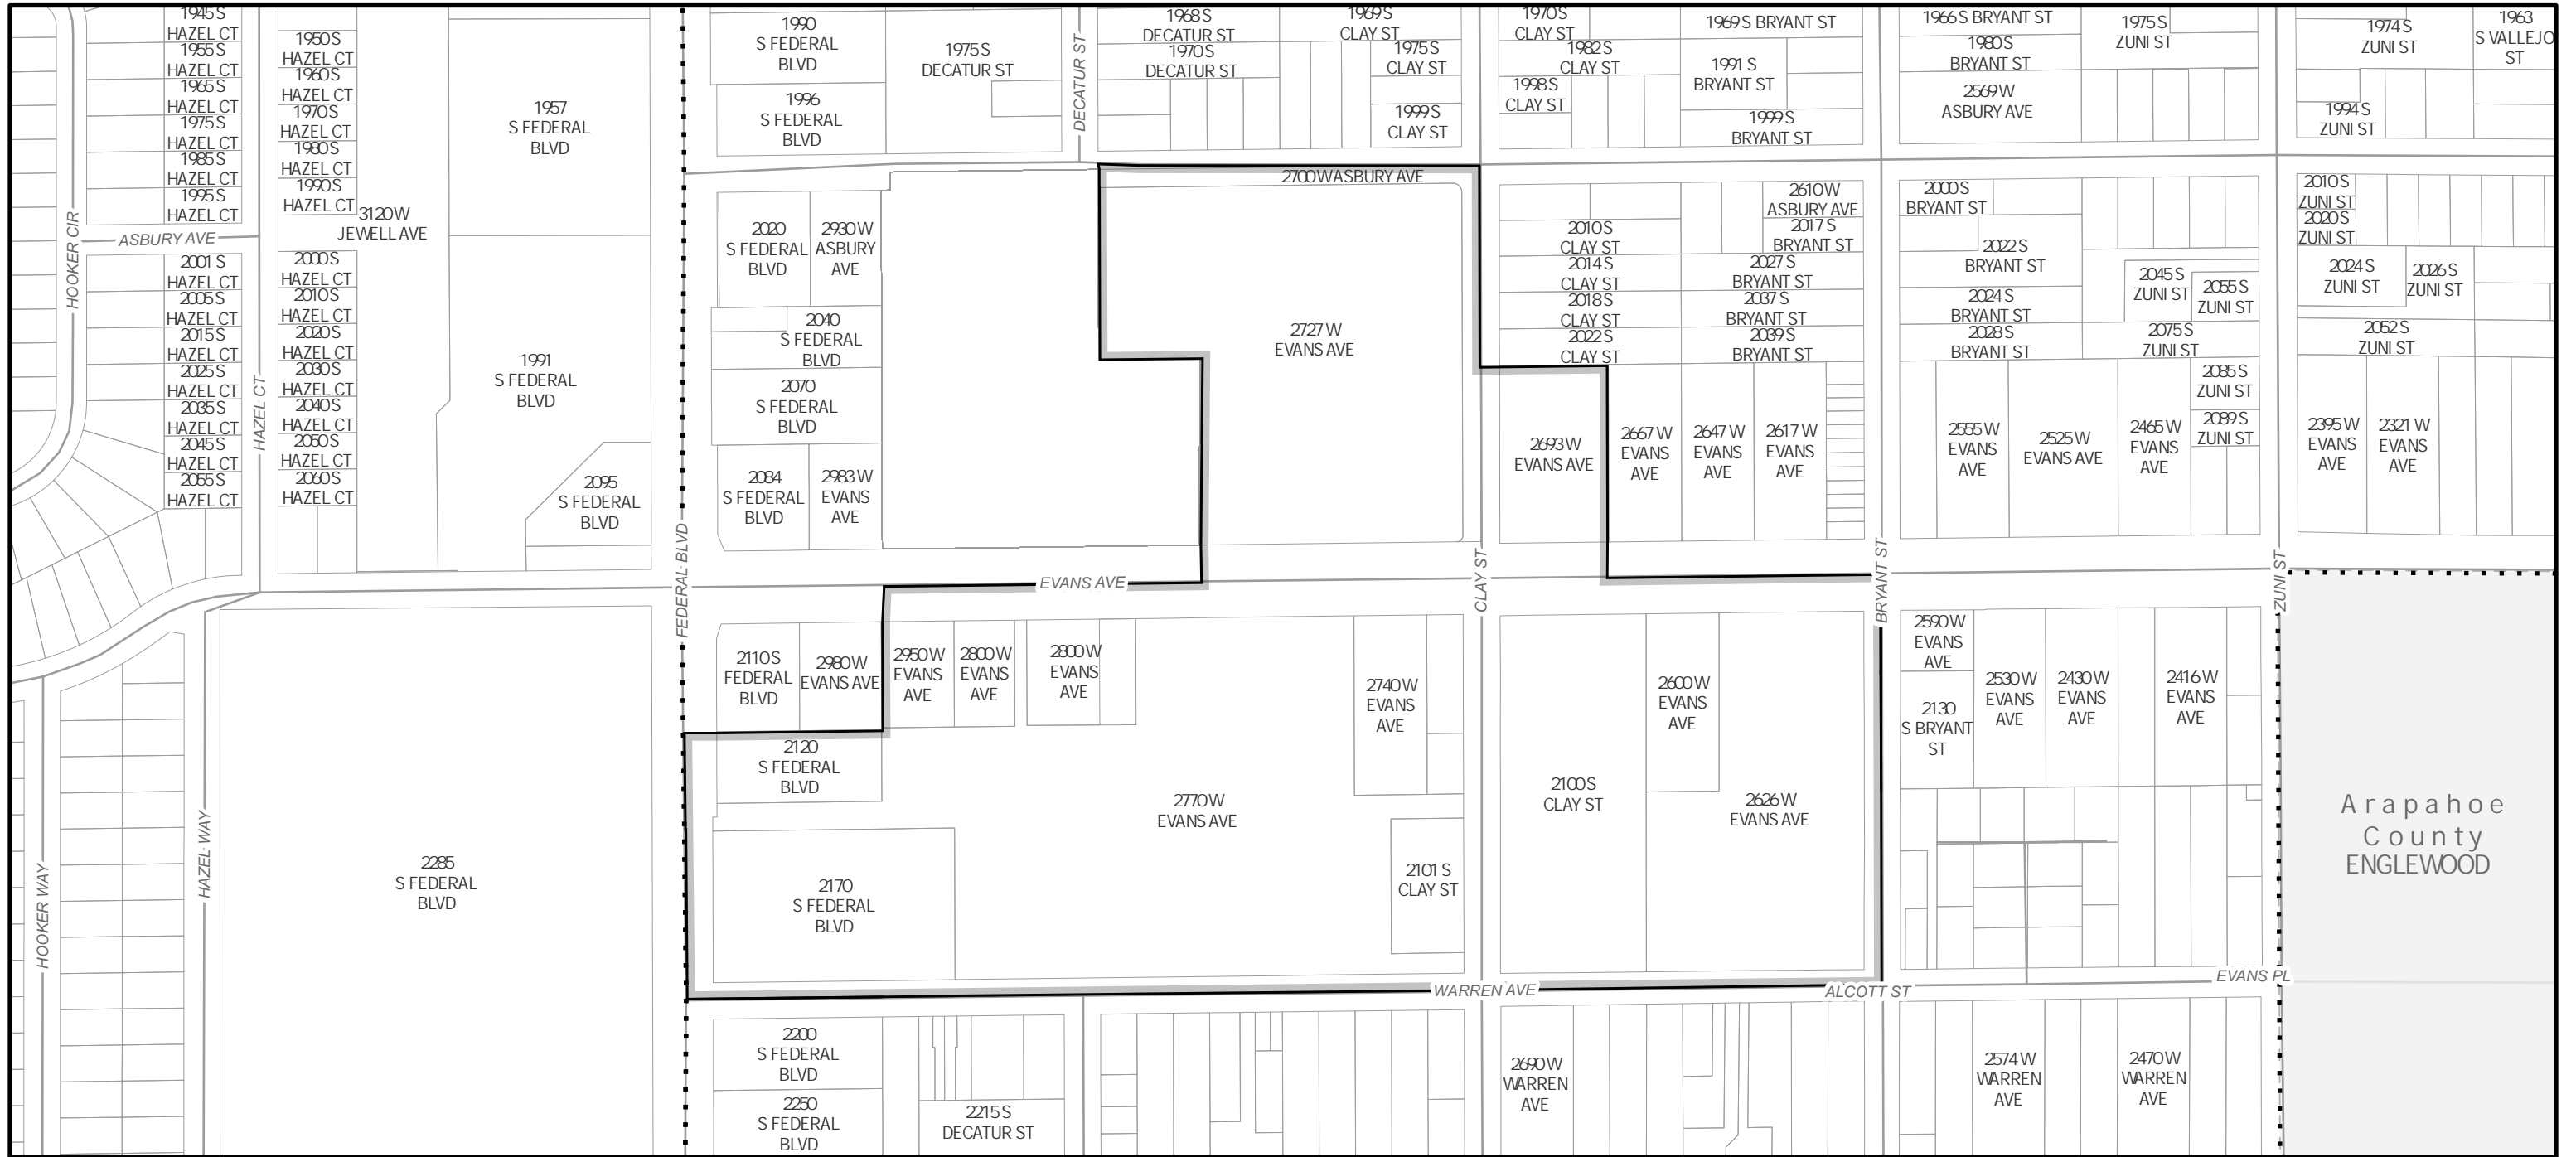 1945 S
HAZEL CT
1955 S
HAZEL CT
1965 S
HAZEL CT
1975 S
HAZEL CT
1985 S
HAZEL CT
1995 S
HAZEL CT
1950 S
HAZEL CT
1960 S
HAZEL CT
1970 S
HAZEL CT
1980 S
HAZEL CT
1990 S
HAZEL CT
3120 W
JEWELL AVE
1957
S FEDERAL
BLVD
1990
S FEDERAL
BLVD
1996
S FEDERAL
BLVD
1975 S
DECATUR ST
DECATUR ST
1968 S
DECATUR ST
1970 S
DECATUR ST
1969 S
CLAY ST
1975 S
CLAY ST
1999 S
CLAY ST
1970 S
CLAY ST
1982 S
CLAY ST
1998 S
CLAY ST
1969 S BRYANT ST
1991 S
BRYANT ST
1999 S
BRYANT ST
1966 S BRYANT ST
1980 S
BRYANT ST
2569 W
ASBURY AVE
1975 S
ZUNI ST
1974 S
ZUNI ST
1994 S
ZUNI ST
1963
S VALLEJO
ST
HOOKER CIR
ASBURY AVE
HAZEL CT
2001 S
HAZEL CT
2005 S
HAZEL CT
2015 S
HAZEL CT
2025 S
HAZEL CT
2035 S
HAZEL CT
2045 S
HAZEL CT
2055 S
HAZEL CT
2000 S
HAZEL CT
2010 S
HAZEL CT
2020 S
HAZEL CT
2030 S
HAZEL CT
2040 S
HAZEL CT
2050 S
HAZEL CT
2060 S
HAZEL CT
1991
S FEDERAL
BLVD
2095
S FEDERAL
BLVD
FEDERAL BLVD
2020
S FEDERAL
BLVD
2930 W
ASBURY
AVE
2040
S FEDERAL
BLVD
2070
S FEDERAL
BLVD
2084
S FEDERAL
BLVD
2983 W
EVANS
AVE
2700 W ASBURY AVE
2727 W
EVANS AVE
2010 S
CLAY ST
2014 S
CLAY ST
2018 S
CLAY ST
2022 S
CLAY ST
2610 W
ASBURY AVE
2017 S
BRYANT ST
2027 S
BRYANT ST
2037 S
BRYANT ST
2039 S
BRYANT ST
2693 W
EVANS AVE
2667 W
EVANS
AVE
2647 W
EVANS
AVE
2617 W
EVANS
AVE
2000 S
BRYANT ST
2022 S
BRYANT ST
2024 S
BRYANT ST
2028 S
BRYANT ST
2045 S
ZUNI ST
2055 S
ZUNI ST
2075 S
ZUNI ST
2085 S
ZUNI ST
2089 S
ZUNI ST
2555 W
EVANS
AVE
2525 W
EVANS AVE
2465 W
EVANS
AVE
2010 S
ZUNI ST
2020 S
ZUNI ST
2024 S
ZUNI ST
2026 S
ZUNI ST
2052 S
ZUNI ST
2395 W
EVANS
AVE
2321 W
EVANS
AVE
EVANS AVE
CLAY ST
BRYANT ST
ZUNI ST
2110 S
FEDERAL
BLVD
2980 W
EVANS AVE
2950 W
EVANS
AVE
2800 W
EVANS
AVE
2800 W
EVANS
AVE
2740 W
EVANS
AVE
2600 W
EVANS
AVE
2590 W
EVANS
AVE
2130
S BRYANT
ST
2530 W
EVANS
AVE
2430 W
EVANS
AVE
2416 W
EVANS
AVE
2120
S FEDERAL
BLVD
2770 W
EVANS AVE
2100 S
CLAY ST
2626 W
EVANS AVE
Arapahoe
County
ENGLEWOOD
HOOKER WAY
HAZEL WAY
2285
S FEDERAL
BLVD
2170
S FEDERAL
BLVD
2101 S
CLAY ST
WARREN AVE
ALCOTT ST
EVANS PL
2200
S FEDERAL
BLVD
2250
S FEDERAL
BLVD
2215 S
DECATUR ST
2690 W
WARREN
AVE
2574 W
WARREN
AVE
2470 W
WARREN
AVE